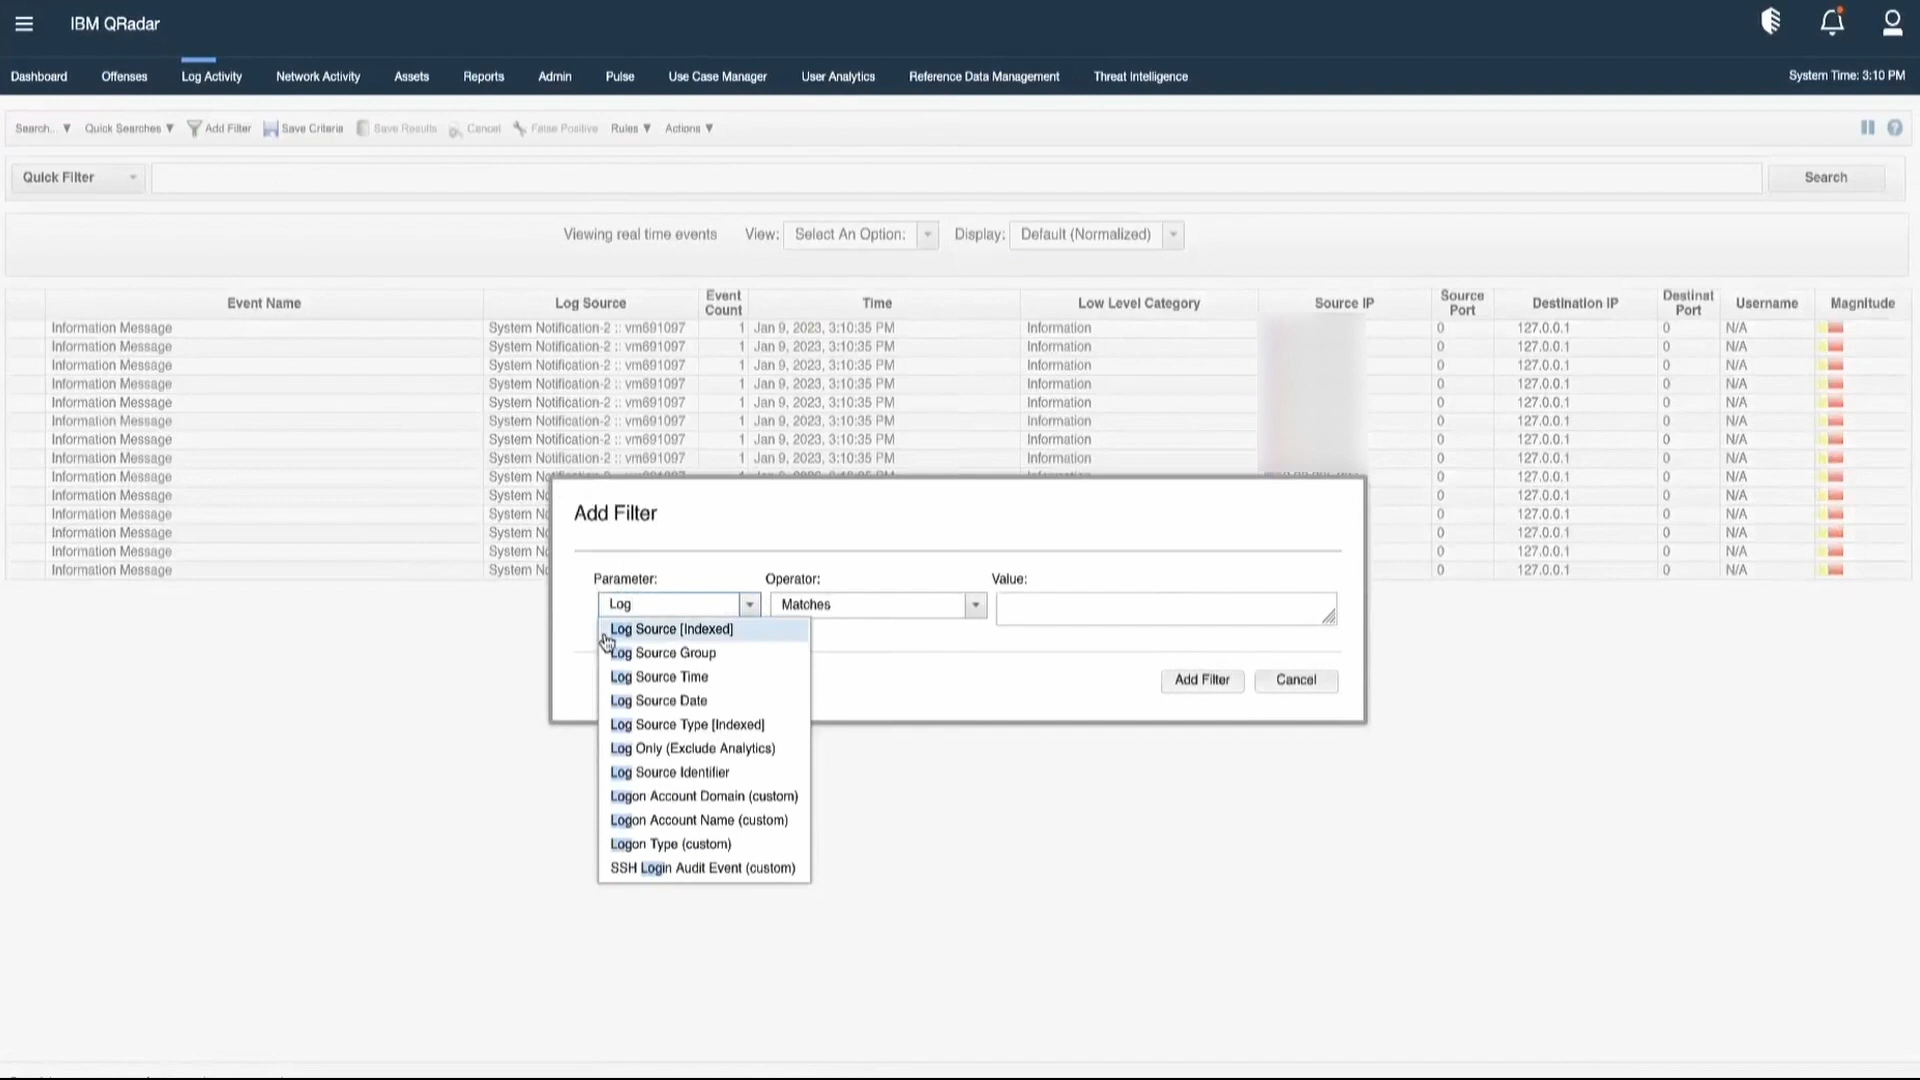 IBM QRadar
Dashboard Offenses Log Activity Network Activity Assets Reports Admin Pulse Use Case Manager User Analytics Reference Data Management Threat Intelligence System Time: 3:10 PM
Search... ▼ Quick Searches ▼ Add Filter Save Criteria Save Results Cancel False Positive Rules ▼ Actions ▼
Quick Filter Search
Viewing real time events View: Select An Option: Display: Default (Normalized)
Event Name Log Source Event Count Time Low Level Category Source IP Source Port Destination IP Destinat Port Username Magnitude
Information Message System Notification-2 :: vm691097 1 Jan 9, 2023, 3:10:35 PM Information 0 127.0.0.1 0 N/A
Information Message System Notification-2 :: vm691097 1 Jan 9, 2023, 3:10:35 PM Information 0 127.0.0.1 0 N/A
Information Message System Notification-2 :: vm691097 1 Jan 9, 2023, 3:10:35 PM Information 0 127.0.0.1 0 N/A
Information Message System Notification-2 :: vm691097 1 Jan 9, 2023, 3:10:35 PM Information 0 127.0.0.1 0 N/A
Information Message System Notification-2 :: vm691097 1 Jan 9, 2023, 3:10:35 PM Information 0 127.0.0.1 0 N/A
Information Message System Notification-2 :: vm691097 1 Jan 9, 2023, 3:10:35 PM Information 0 127.0.0.1 0 N/A
Information Message System Notification-2 :: vm691097 1 Jan 9, 2023, 3:10:35 PM Information 0 127.0.0.1 0 N/A
Information Message System Notification-2 :: vm691097 1 Jan 9, 2023, 3:10:35 PM Information 0 127.0.0.1 0 N/A
Information Message System 0 127.0.0.1 0 N/A
Information Message System No 0 127.0.0.1 0 N/A
Information Message System No 0 127.0.0.1 0 N/A
Information Message System No 0 127.0.0.1 0 N/A
Information Message System No 0 127.0.0.1 0 N/A
Information Message System No 0 127.0.0.1 0 N/A
Add Filter
Parameter: Operator: Value:
Log Matches
Log Source [Indexed]
Log Source Group
Log Source Time
Log Source Date
Log Source Type [Indexed]
Log Only (Exclude Analytics)
Log Source Identifier
Logon Account Domain (custom)
Logon Account Name (custom)
Logon Type (custom)
SSH Login Audit Event (custom)
Add Filter Cancel